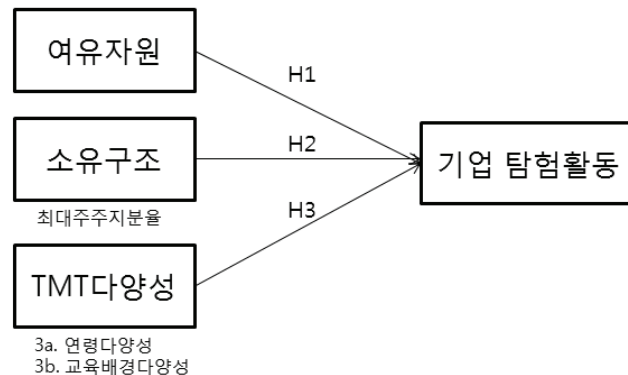 여유자원
H1
소유구조
H2
기업 탐험활동
최대주주지분율
H3
TMT다양성
3a. 연령다양성
3b. 교육배경다양성